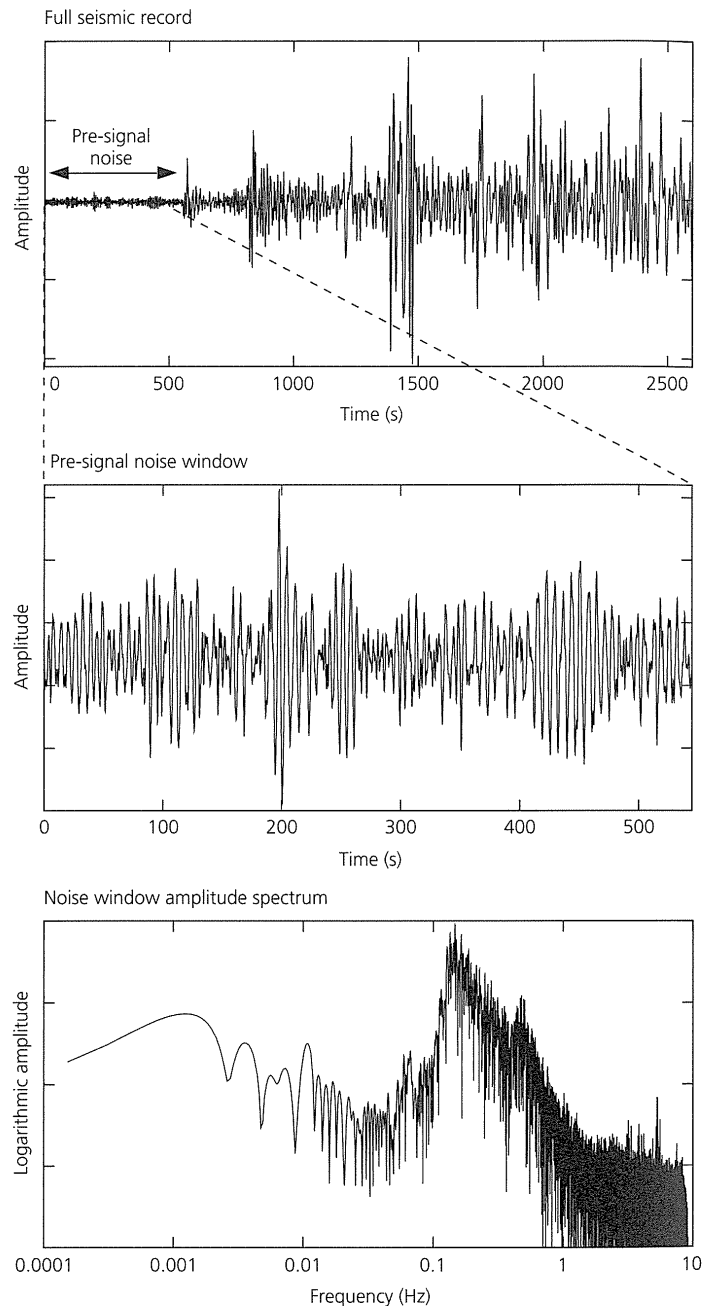 Full seismic record
Pre-signal
noise
Amplitude
0 500 1000 1500 2000 2500
Time (s)
Pre-signal noise window
Amplitude
0 100 200 300 400 500
Time (s)
Noise window amplitude spectrum
Logarithmic amplitude
0.0001 0.001 0.01 0.1 1 10
Frequency (Hz)